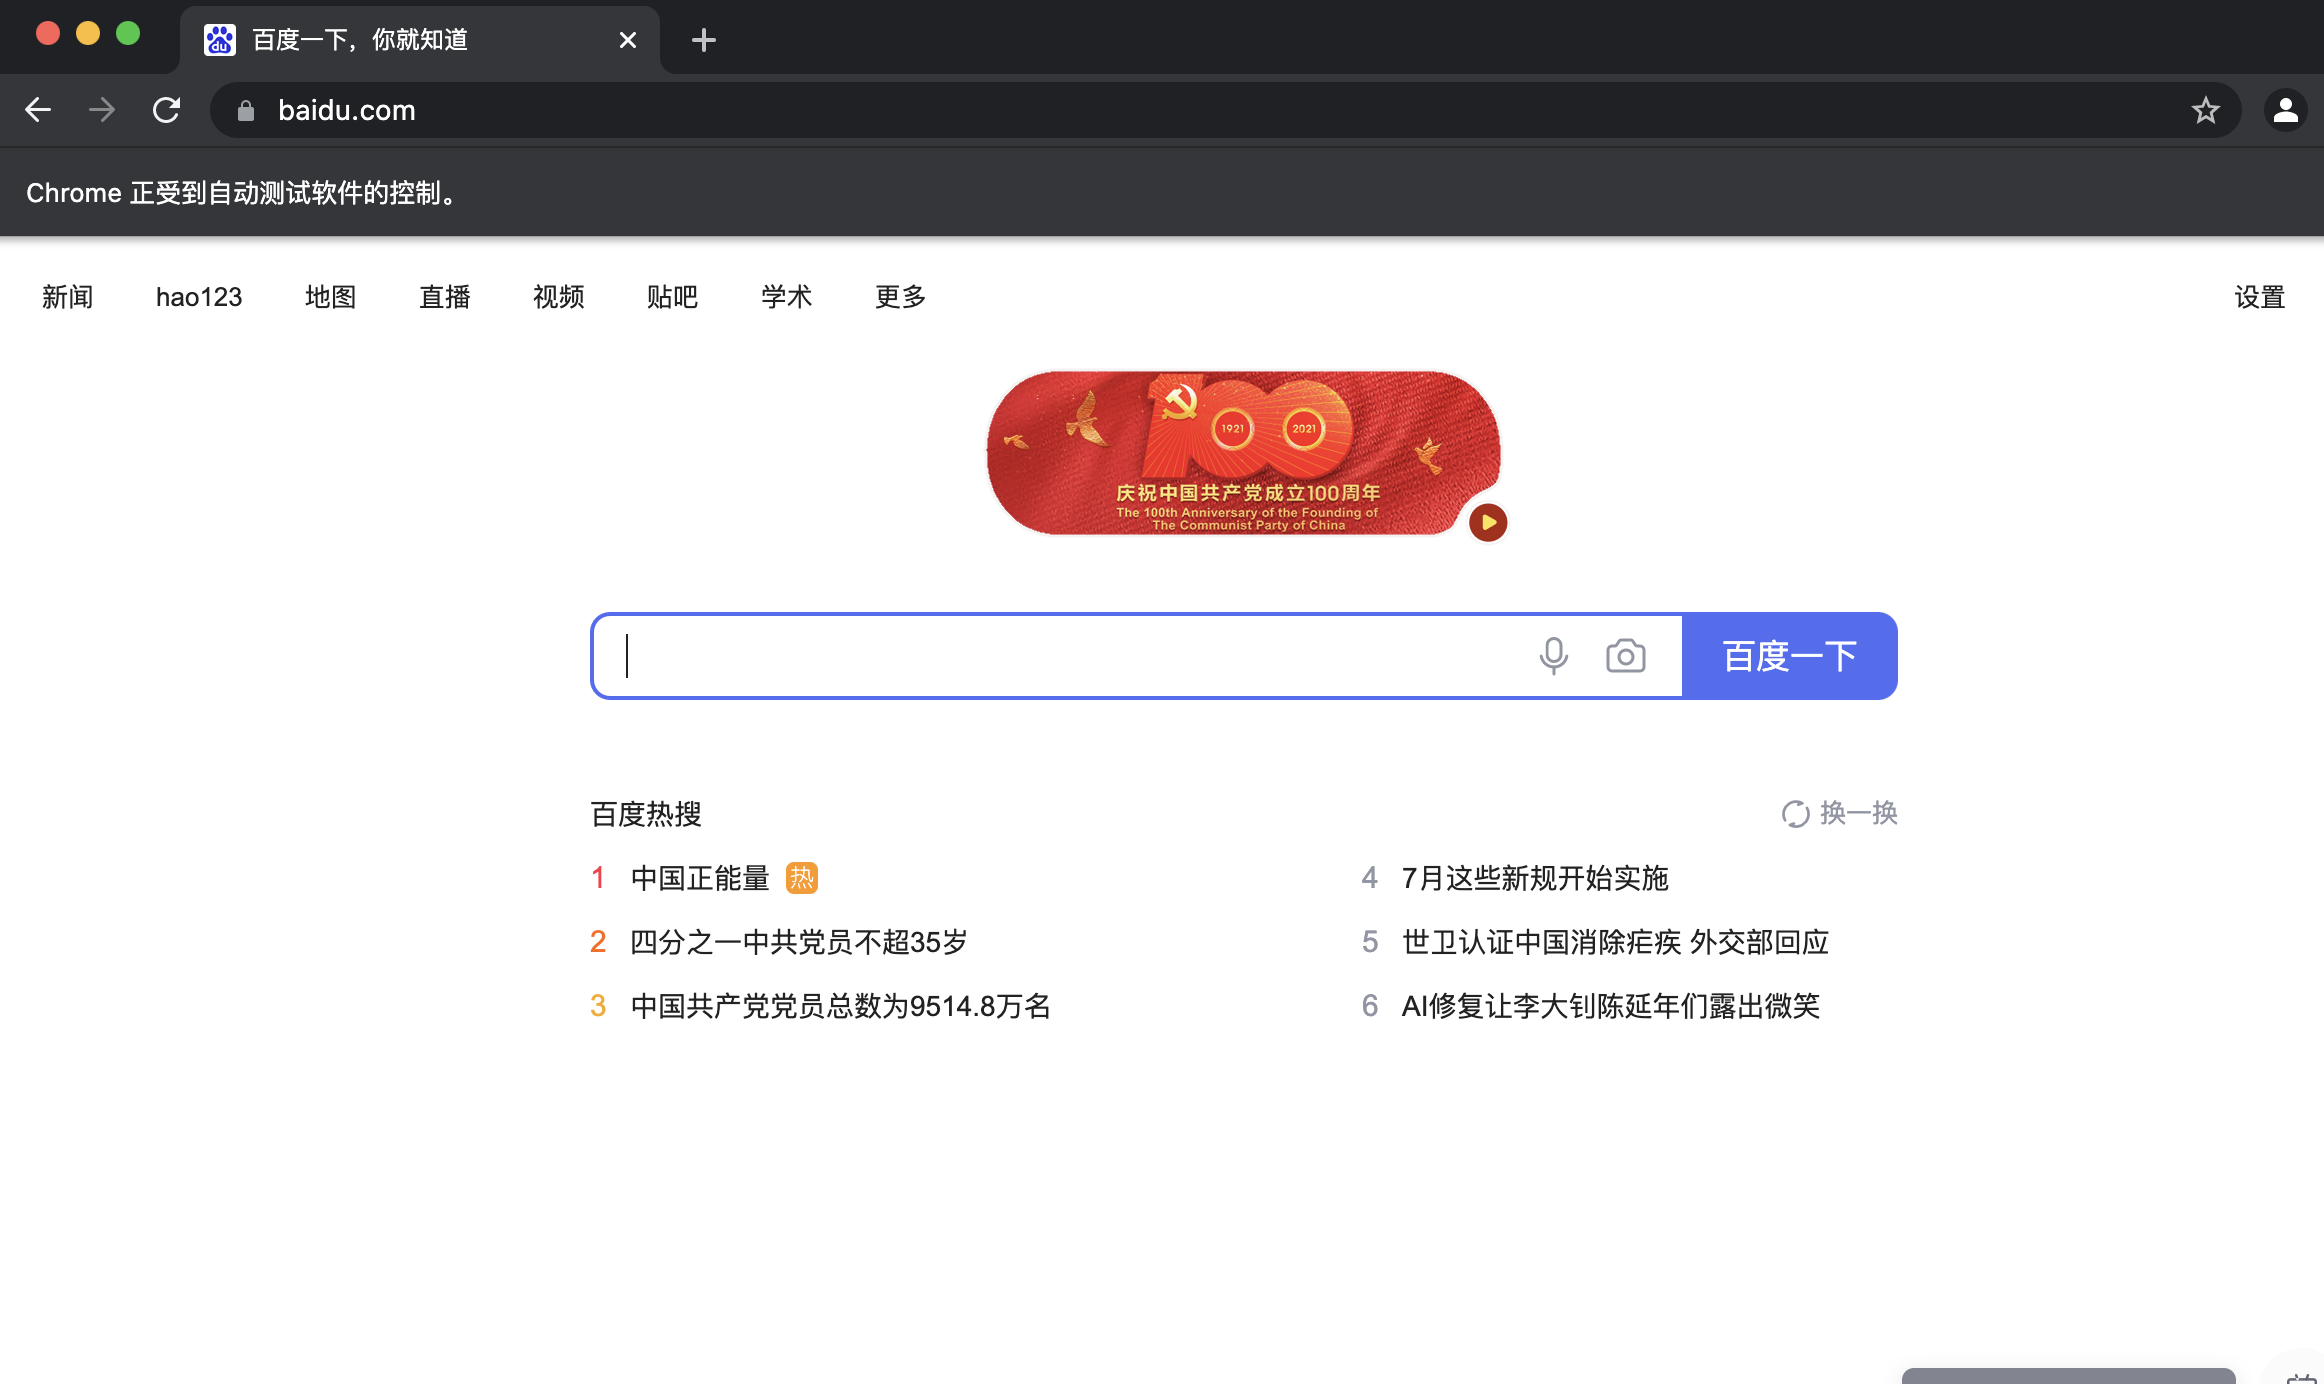 百度一下，你就知道
baidu.com
Chrome 正受到自动测试软件的控制。
新闻 hao123 地图 直播 视频 贴吧 学术 更多 设置
1921 2021
庆祝中国共产党成立100周年
The 100th Anniversary of the Founding of
The Communist Party of China
百度一下
百度热搜 换一换
1 中国正能量 热
2 四分之一中共党员不超35岁
3 中国共产党党员总数为9514.8万名
4 7月这些新规开始实施
5 世卫认证中国消除疟疾 外交部回应
6 AI修复让李大钊陈延年们露出微笑